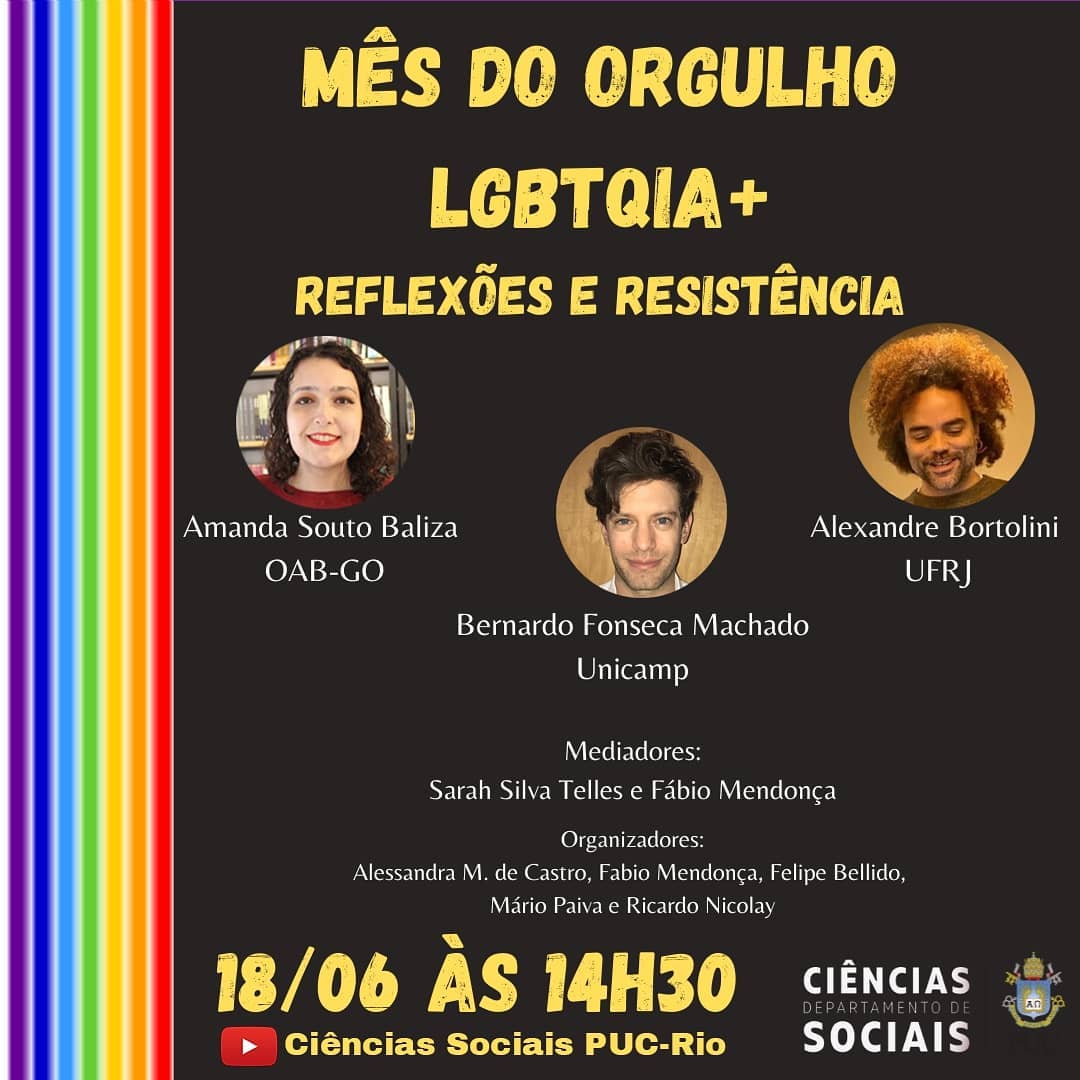 MÊS DO ORGULHO
LGBTQIA+
REFLEXÕES E RESISTÊNCIA
Amanda Souto Baliza
OAB-GO
Alexandre Bortolini
UFRJ
Bernardo Fonseca Machado
Unicamp
Mediadores:
Sarah Silva Telles e Fábio Mendonça
Organizadores:
Alessandra M. de Castro, Fabio Mendonça, Felipe Bellido,
Mário Paiva e Ricardo Nicolay
18/06 ÀS 14H30
Ciências Sociais PUC-Rio
CIÊNCIAS
DEPARTAMENTO DE
SOCIAIS
ΑΩ
PUC